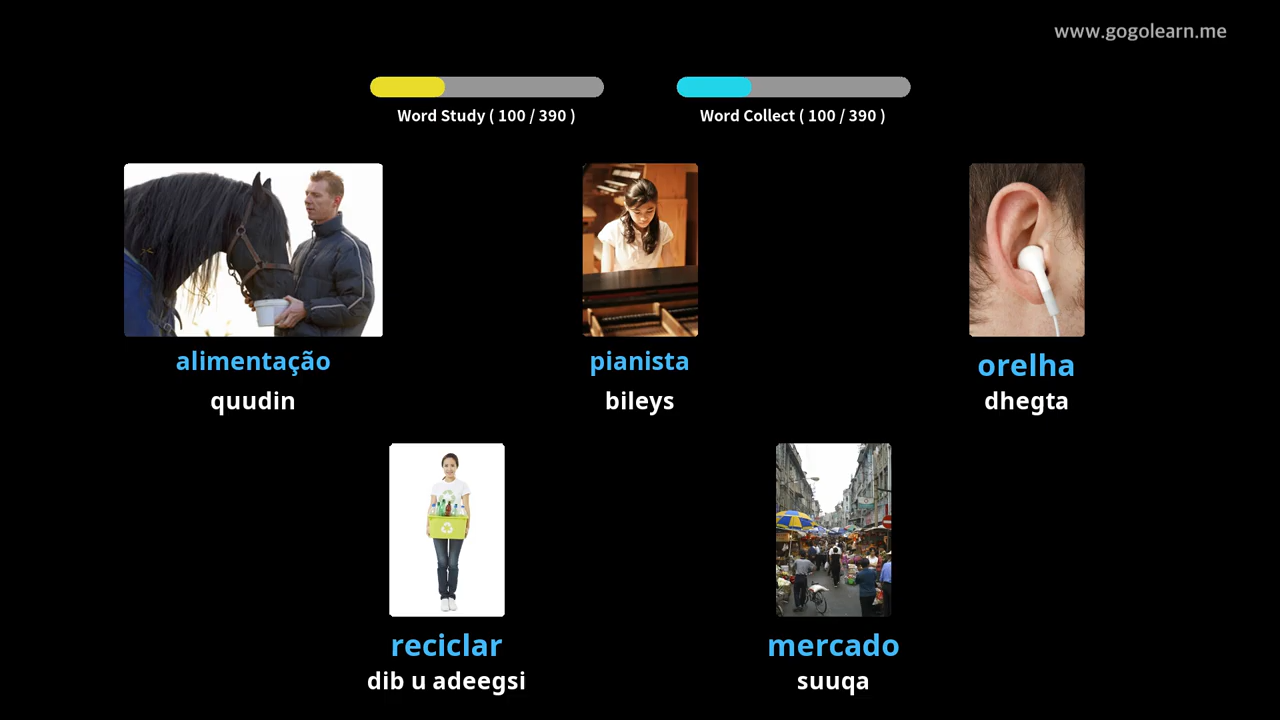 www.gogolearn.me
Word Study ( 100 / 390 )
Word Collect ( 100 / 390 )
alimentação
quudin
pianista
bileys
orelha
dhegta
reciclar
dib u adeegsi
mercado
suuqa